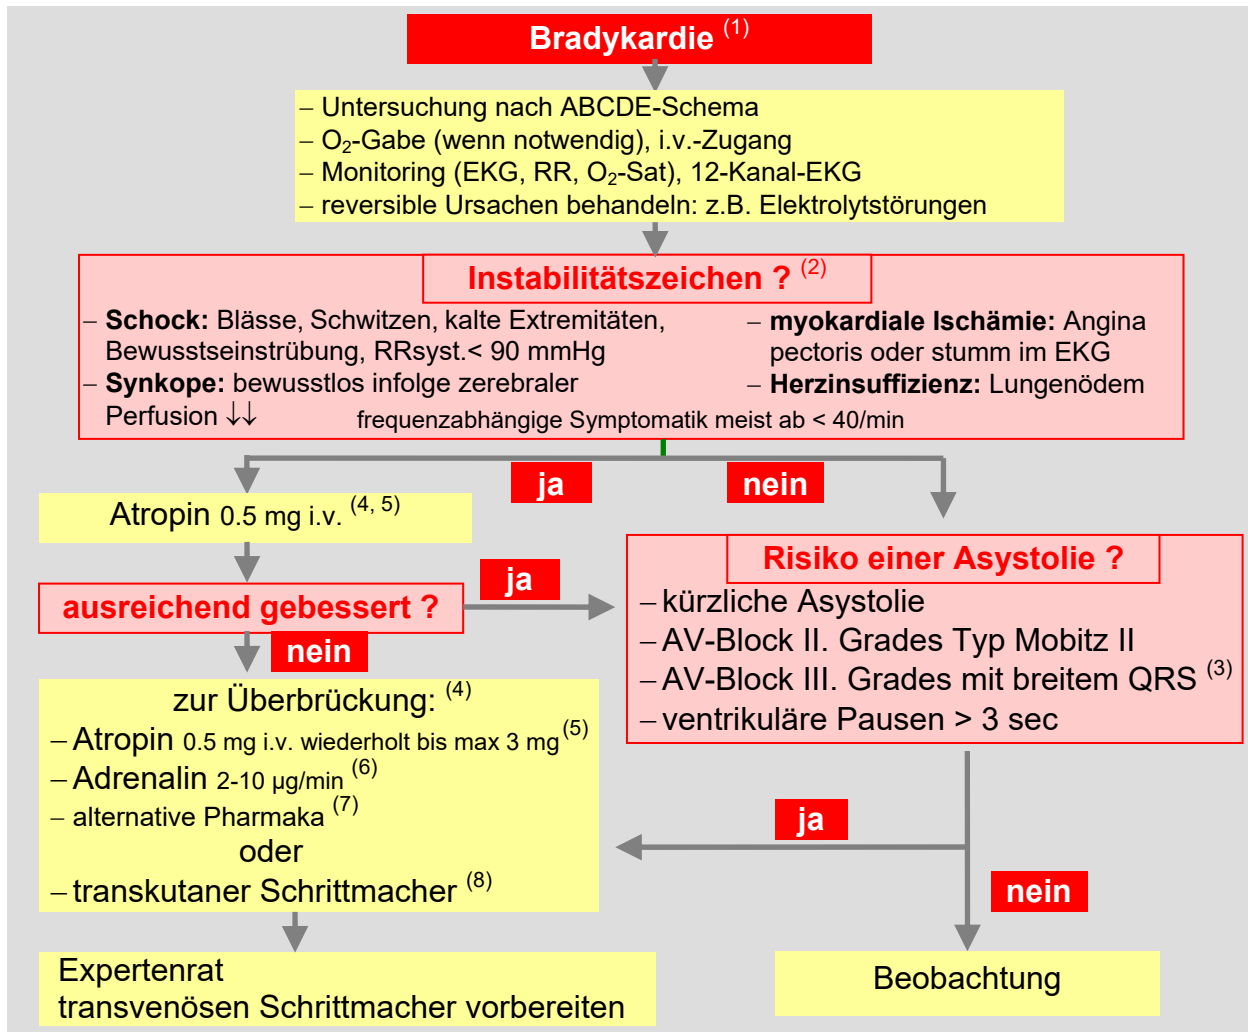 Bradykardie (1)
– Untersuchung nach ABCDE-Schema
– O₂-Gabe (wenn notwendig), i.v.-Zugang
– Monitoring (EKG, RR, O₂-Sat), 12-Kanal-EKG
– reversible Ursachen behandeln: z.B. Elektrolytstörungen
Instabilitätszeichen ? (2)
– Schock: Blässe, Schwitzen, kalte Extremitäten,
Bewusstseinstrübung, RRsyst.< 90 mmHg
– Synkope: bewusstlos infolge zerebraler
Perfusion ↓↓
– myokardiale Ischämie: Angina
pectoris oder stumm im EKG
– Herzinsuffizienz: Lungenödem
frequenzabhängige Symptomatik meist ab < 40/min
ja
nein
Atropin 0.5 mg i.v. (4, 5)
ausreichend gebessert ?
ja
nein
Risiko einer Asystolie ?
– kürzliche Asystolie
– AV-Block II. Grades Typ Mobitz II
– AV-Block III. Grades mit breitem QRS (3)
– ventrikuläre Pausen > 3 sec
zur Überbrückung: (4)
– Atropin 0.5 mg i.v. wiederholt bis max 3 mg (5)
– Adrenalin 2-10 µg/min (6)
– alternative Pharmaka (7)
oder
– transkutaner Schrittmacher (8)
ja
nein
Expertenrat
transvenösen Schrittmacher vorbereiten
Beobachtung